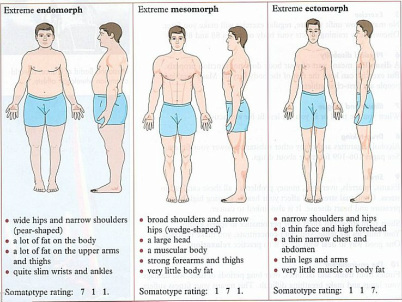 Extreme endomorph
wide hips and narrow shoulders
(pear-shaped)
a lot of fat on the body
a lot of fat on the upper arms
and thighs
quite slim wrists and ankles
Somatotype rating: 7 1 1.
Extreme mesomorph
broad shoulders and narrow
hips (wedge-shaped)
a large head
a muscular body
strong forearms and thighs
very little body fat
Somatotype rating: 1 7 1.
Extreme ectomorph
narrow shoulders and hips
a thin face and high forehead
a thin narrow chest and
abdomen
thin legs and arms
very little muscle or body fat
Somatotype rating: 1 1 7.